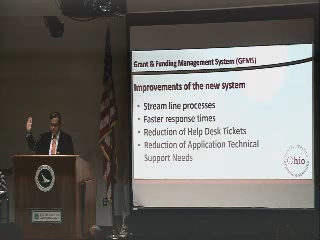 Grant & Funding Management System (GFMS)
Improvements of the new system
• Stream line processes
• Faster response times
• Reduction of Help Desk Tickets
• Reduction of Application Technical
Support Needs
Ohio